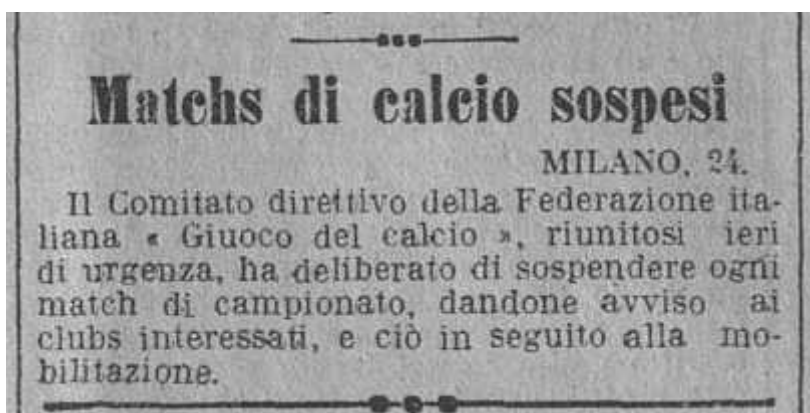 Matchs di calcio sospesi
MILANO, 24.
Il Comitato direttivo della Federazione ita-
liana « Giuoco del calcio », riunitosi ieri
di urgenza, ha deliberato di sospendere ogni
match di campionato, dandone avviso ai
clubs interessati, e ciò in seguito alla mo-
bilitazione.